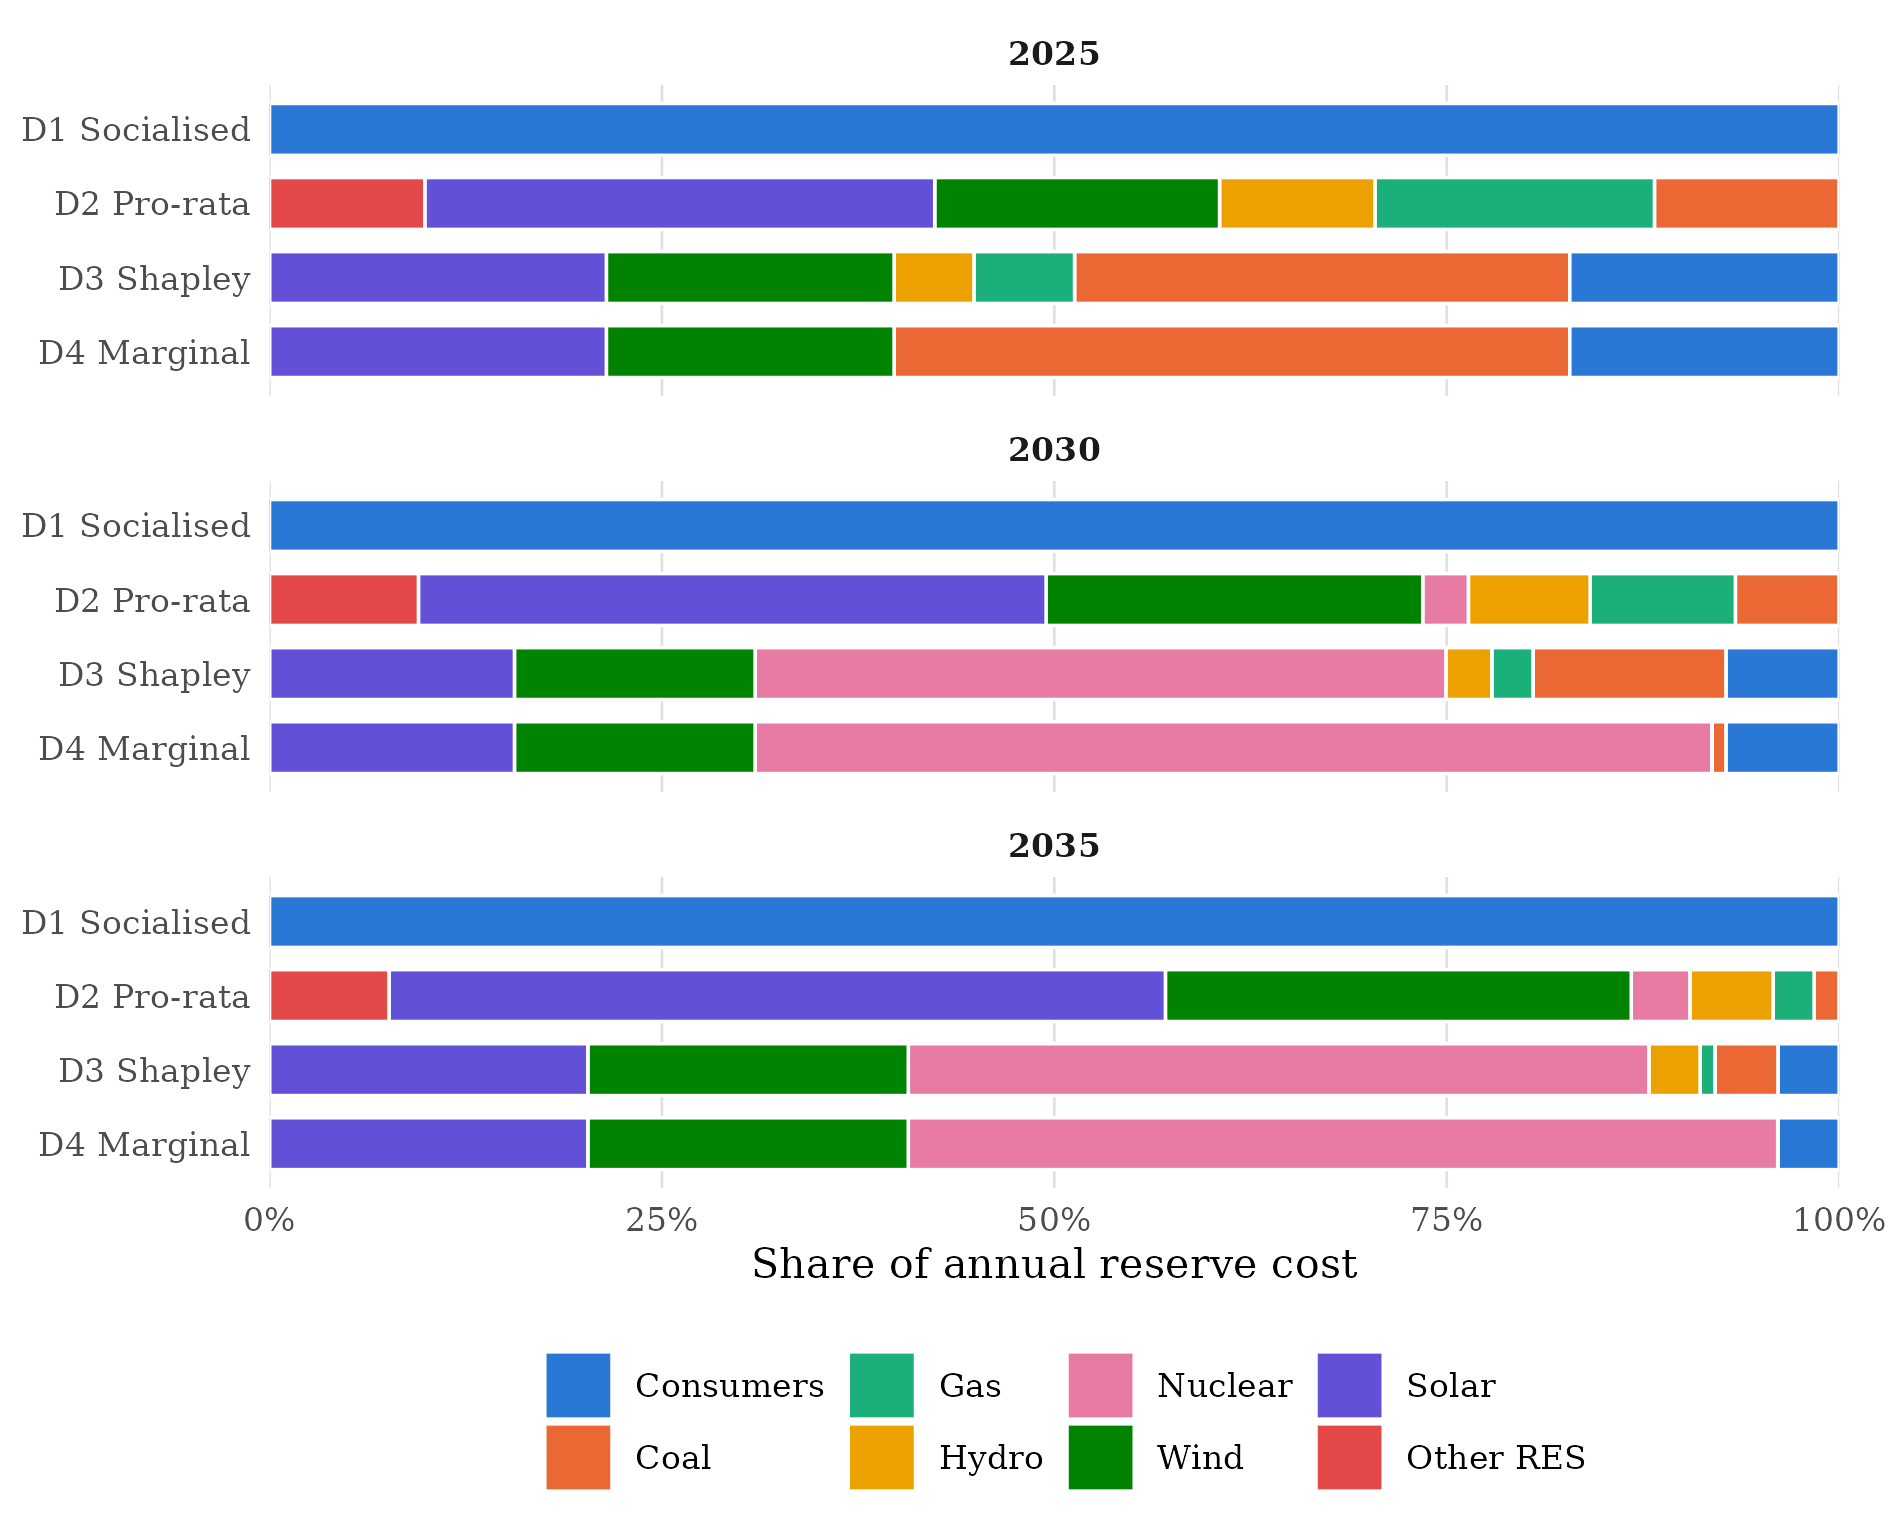 2025
D1 Socialised
D2 Pro-rata
D3 Shapley
D4 Marginal
2030
D1 Socialised
D2 Pro-rata
D3 Shapley
D4 Marginal
2035
D1 Socialised
D2 Pro-rata
D3 Shapley
D4 Marginal
0% 25% 50% 75% 100%
Share of annual reserve cost
Consumers Gas Nuclear Solar
Coal Hydro Wind Other RES